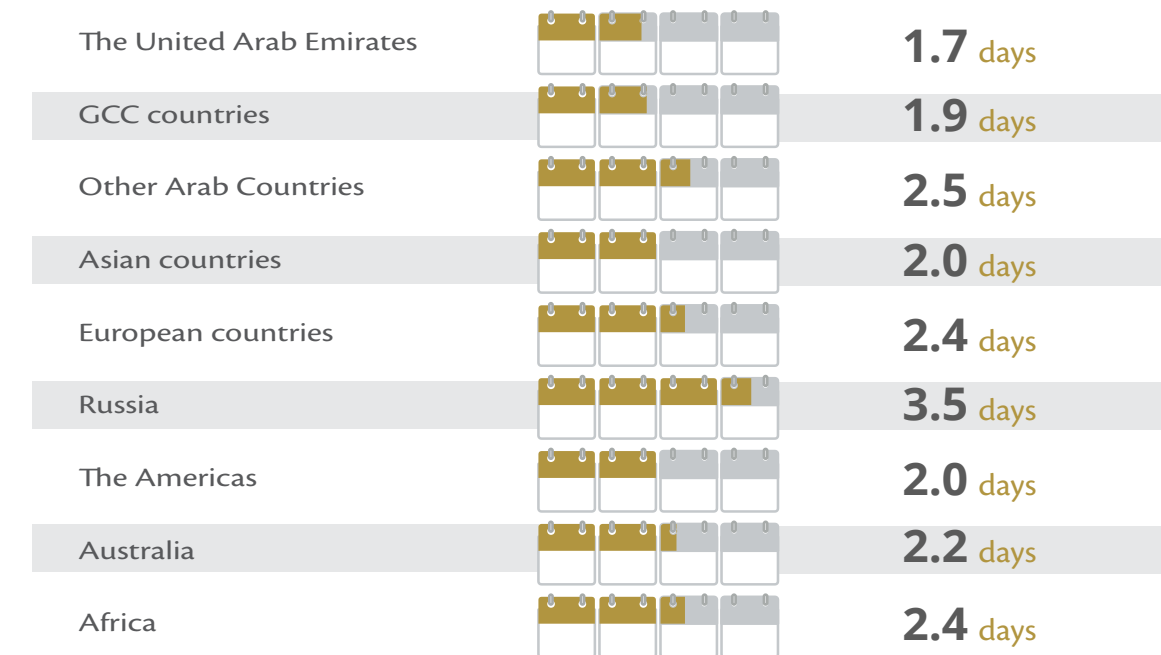 The United Arab Emirates 1.7 days
GCC countries 1.9 days
Other Arab Countries 2.5 days
Asian countries 2.0 days
European countries 2.4 days
Russia 3.5 days
The Americas 2.0 days
Australia 2.2 days
Africa 2.4 days